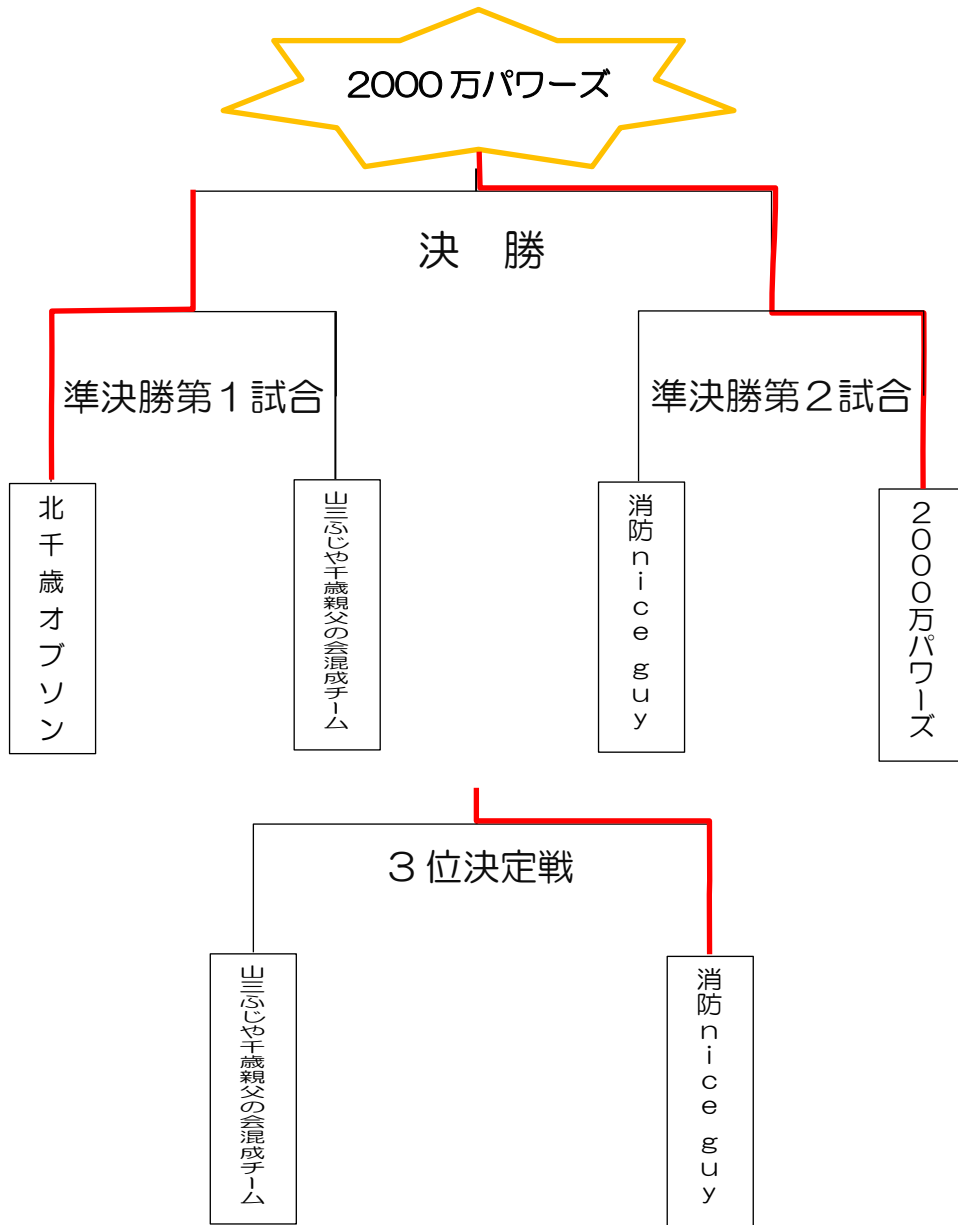 2000万パワーズ
決 勝
準決勝第1試合
準決勝第2試合
北千歳オブソン
山三ふじや千歳親父の会混成チーム
消防nice guy
2000万パワーズ
3位決定戦
山三ふじや千歳親父の会混成チーム
消防nice guy